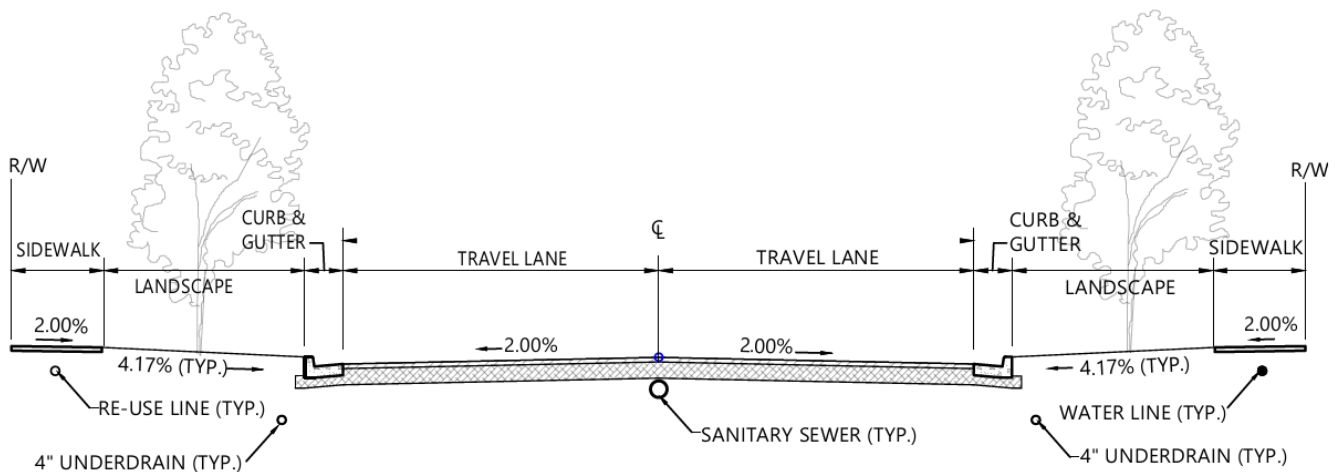 R/W
R/W
CURB &
GUTTER
℄
CURB &
GUTTER
SIDEWALK
TRAVEL LANE
TRAVEL LANE
SIDEWALK
LANDSCAPE
LANDSCAPE
2.00%
2.00%
2.00%
2.00%
4.17% (TYP.)
4.17% (TYP.)
RE-USE LINE (TYP.)
WATER LINE (TYP.)
SANITARY SEWER (TYP.)
4" UNDERDRAIN (TYP.)
4" UNDERDRAIN (TYP.)